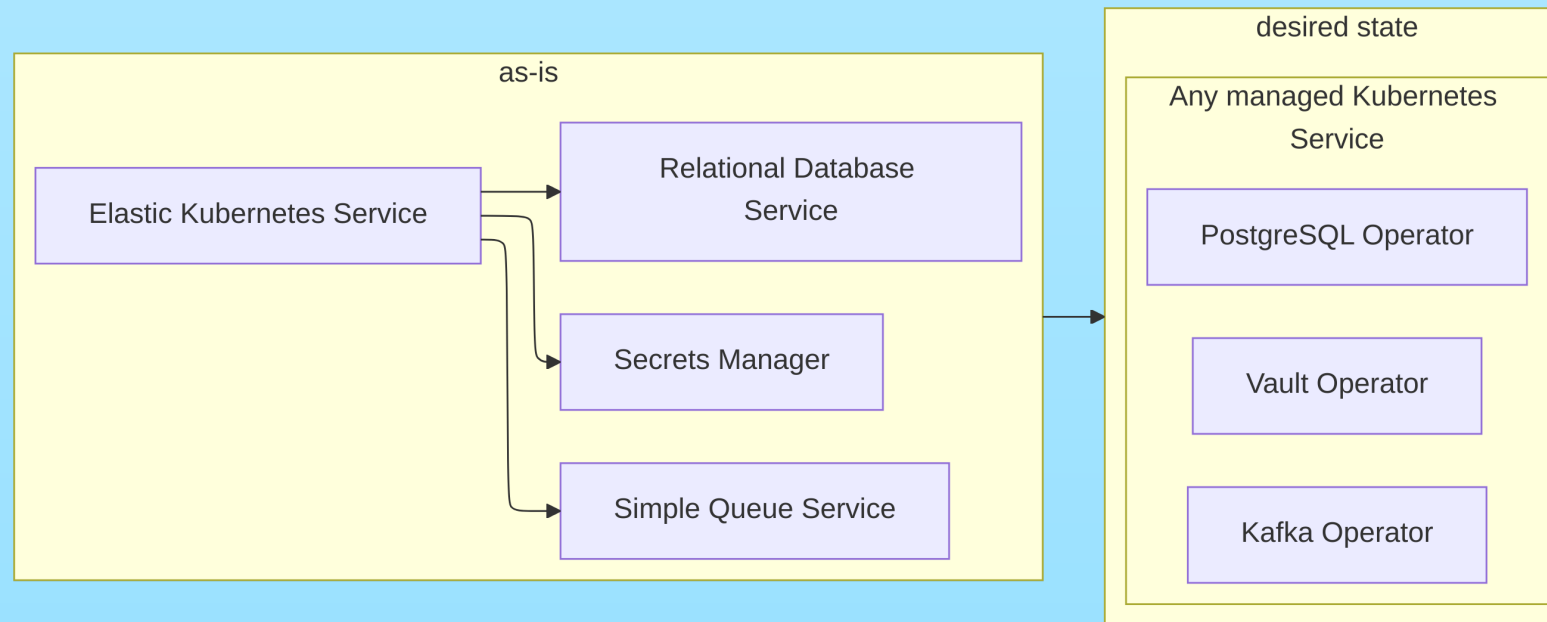 as-is
Elastic Kubernetes Service
Relational Database
Service
Secrets Manager
Simple Queue Service
desired state
Any managed Kubernetes
Service
PostgreSQL Operator
Vault Operator
Kafka Operator